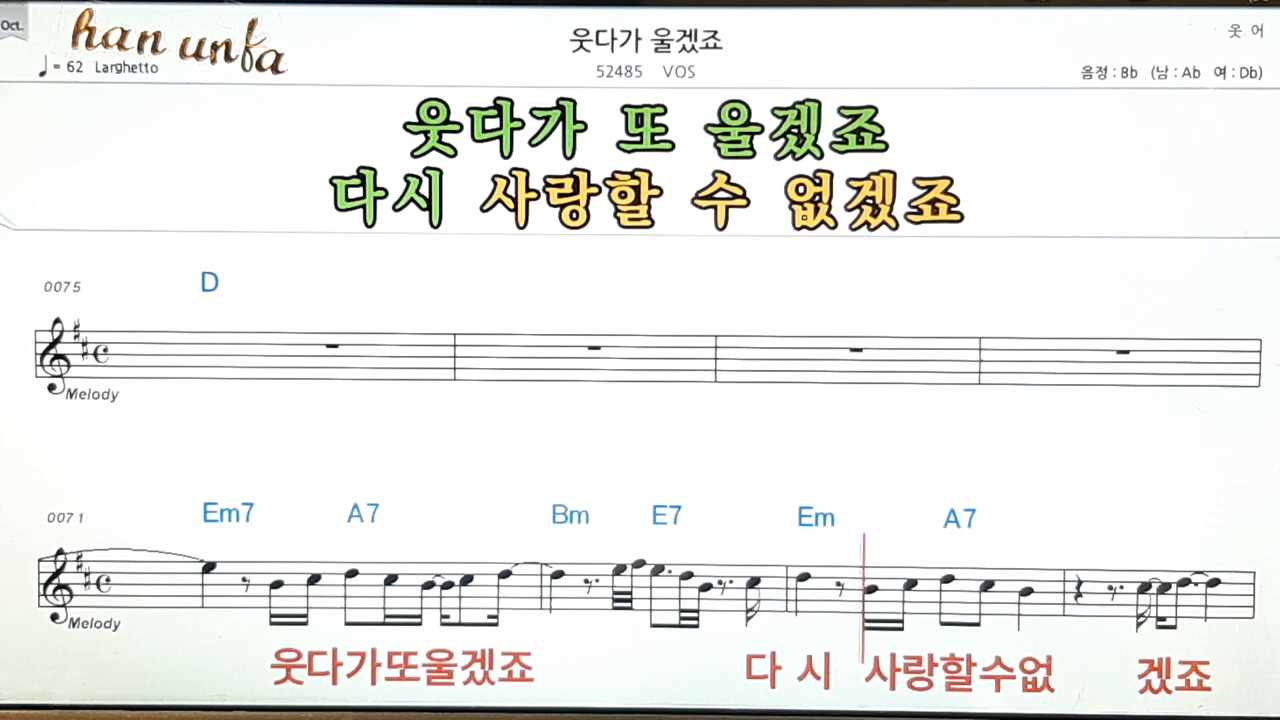 Oct.
han unfa
웃다가 울겠죠
웃 어
♩= 62 Larghetto
52485 VOS
음정 : Bb (남 : Ab 여 : Db)
웃다가 또 울겠죠
다시 사랑할 수 없겠죠
0075 D
Melody
0071 Em7 A7 Bm E7 Em A7
Melody
웃다가또울겠죠 다 시 사랑할수없 겠죠